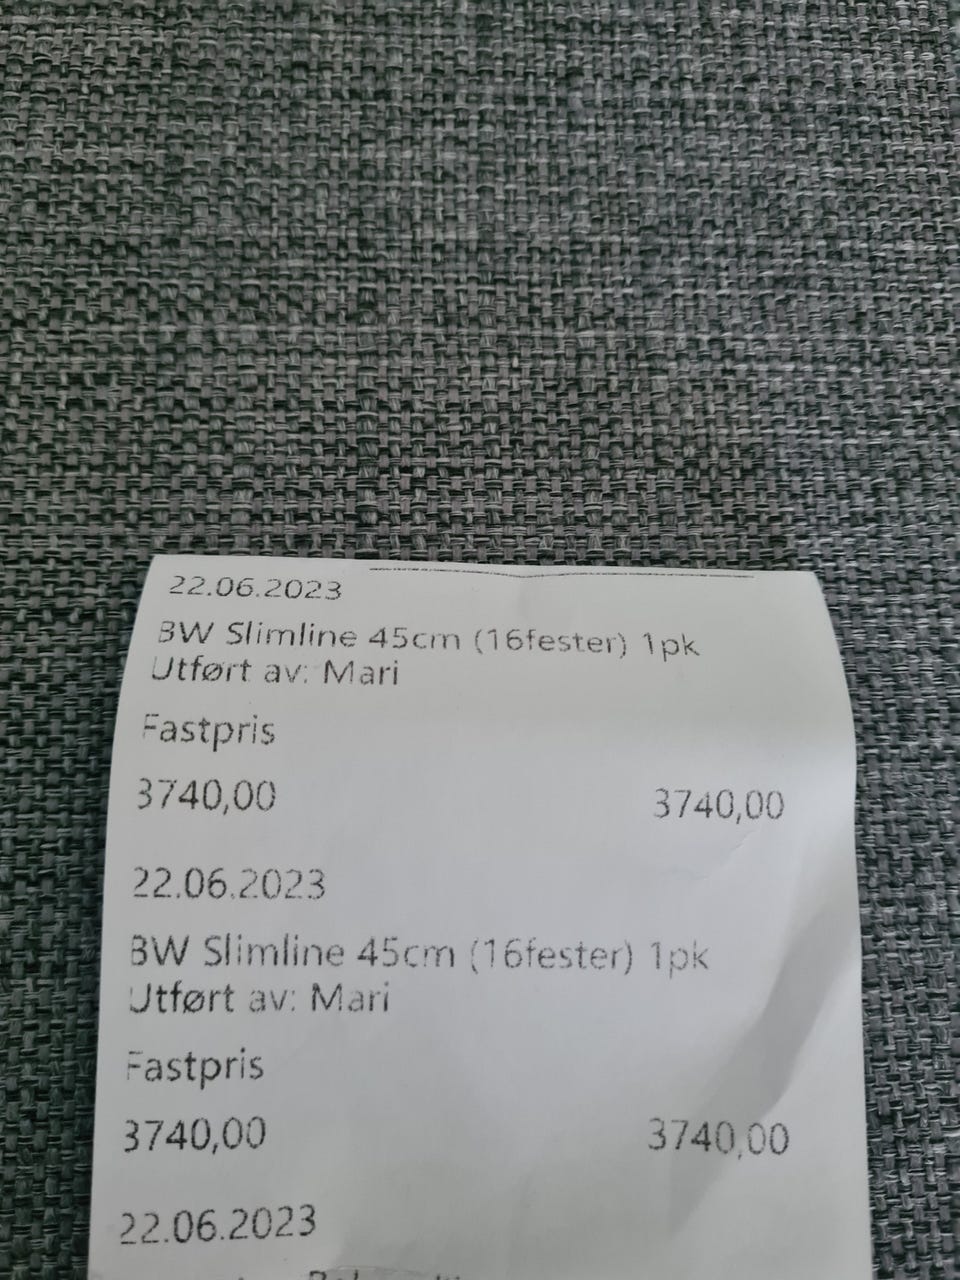 22.06.2023
BW Slimline 45cm (16fester) 1pk
Utført av: Mari
Fastpris
3740,00 3740,00
22.06.2023
BW Slimline 45cm (16fester) 1pk
Utført av: Mari
Fastpris
3740,00 3740,00
22.06.2023